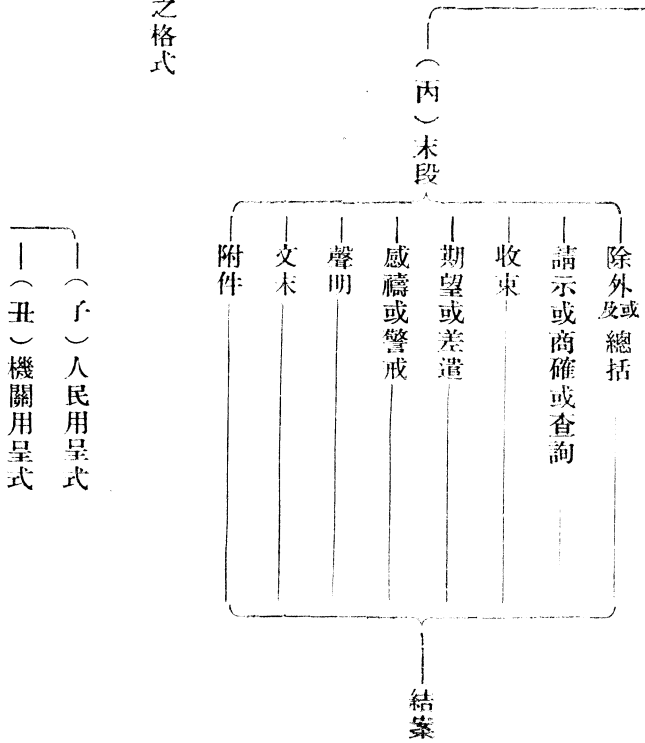 （丙）末段
除外及或總括
請示或商確或查詢
收束
期望或差遣
感禱或警戒
聲明
文末
附件
結案
之格式
（子）人民用呈式
（丑）機關用呈式